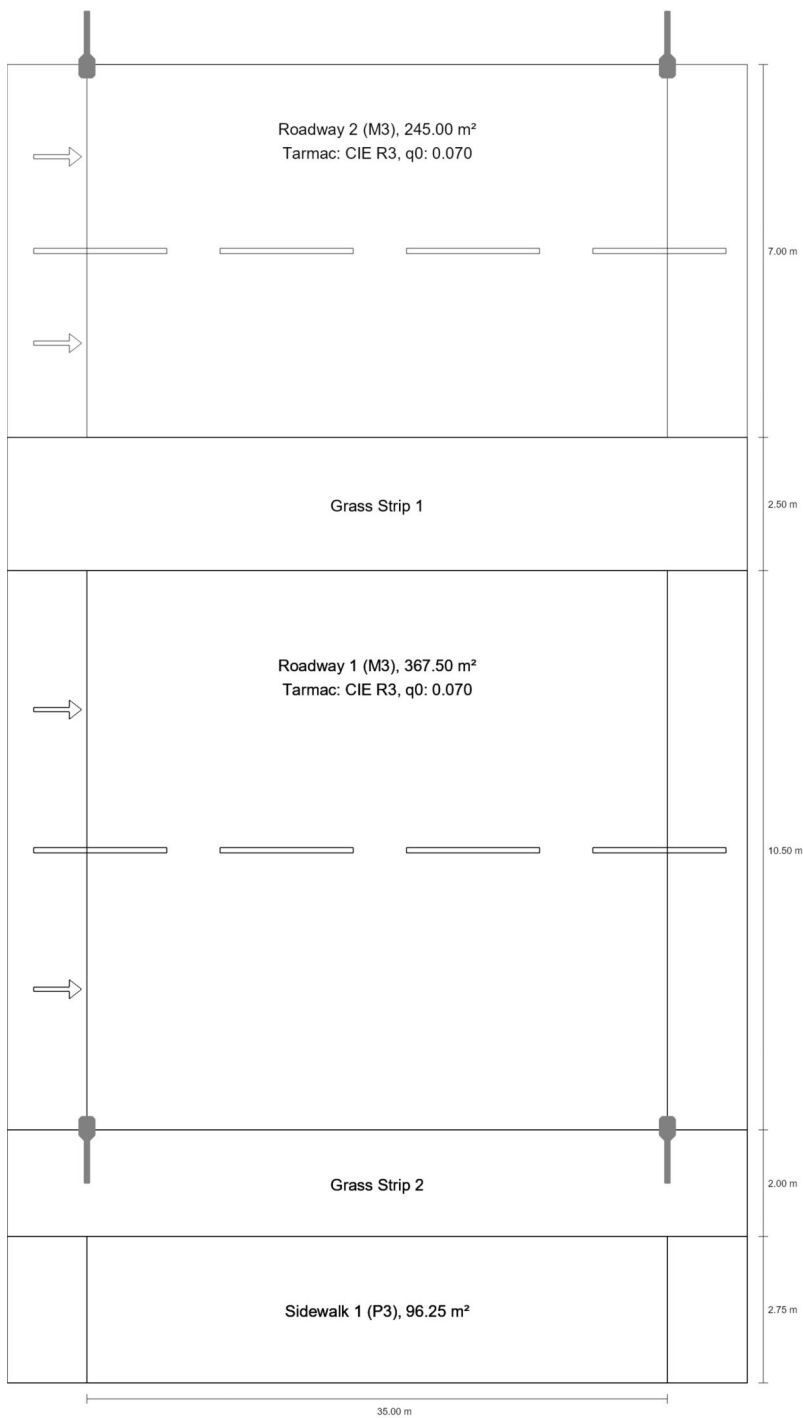 Roadway 2 (M3), 245.00 m²
Tarmac: CIE R3, q0: 0.070
7.00 m
Grass Strip 1
2.50 m
Roadway 1 (M3), 367.50 m²
Tarmac: CIE R3, q0: 0.070
10.50 m
Grass Strip 2
2.00 m
Sidewalk 1 (P3), 96.25 m²
2.75 m
35.00 m